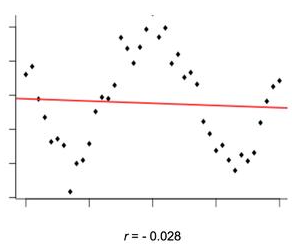 r = - 0.028